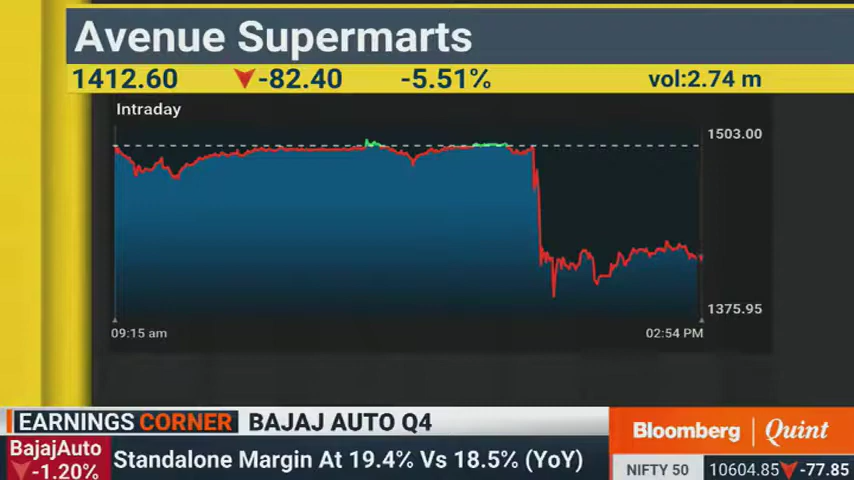 Avenue Supermarts
1412.60 -82.40 -5.51% vol:2.74 m
Intraday
1503.00
1375.95
09:15 am 02:54 PM
EARNINGS CORNER BAJAJ AUTO Q4
BajajAuto
-1.20%
Standalone Margin At 19.4% Vs 18.5% (YoY)
Bloomberg | Quint
NIFTY 50 10604.85 -77.85